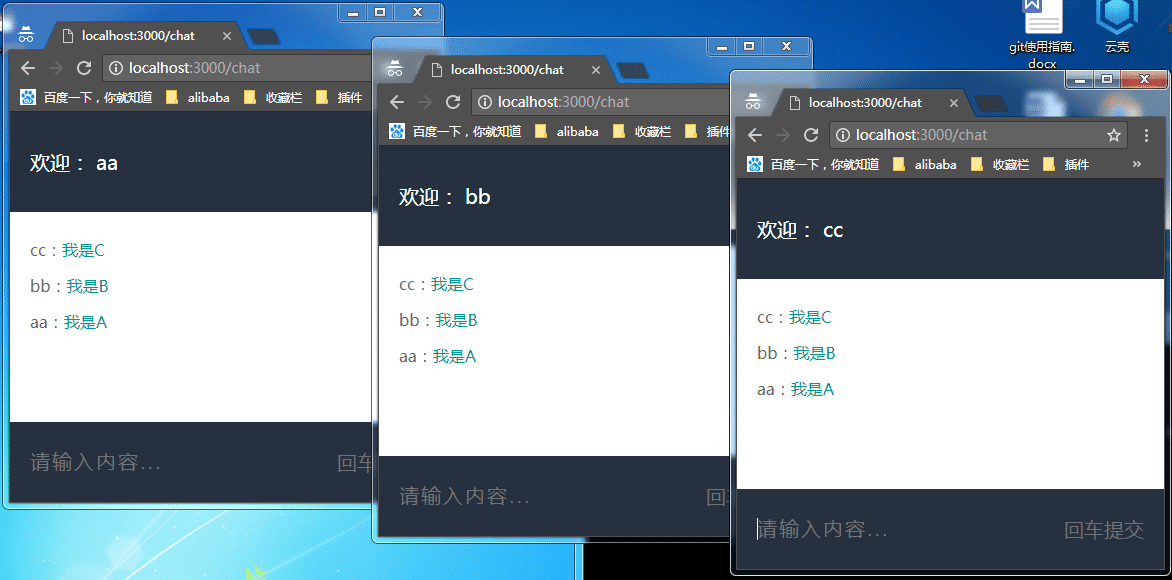 localhost:3000/chat
localhost:3000/chat
百度一下，你就知道 alibaba 收藏栏 插件
欢迎： aa
cc：我是C
bb：我是B
aa：我是A
请输入内容... 回车
localhost:3000/chat
localhost:3000/chat
百度一下，你就知道 alibaba 收藏栏 插件
欢迎： bb
cc：我是C
bb：我是B
aa：我是A
请输入内容... 回
git使用指南.
docx
云壳
localhost:3000/chat
localhost:3000/chat
百度一下，你就知道 alibaba 收藏栏 插件 »
欢迎： cc
cc：我是C
bb：我是B
aa：我是A
请输入内容... 回车提交